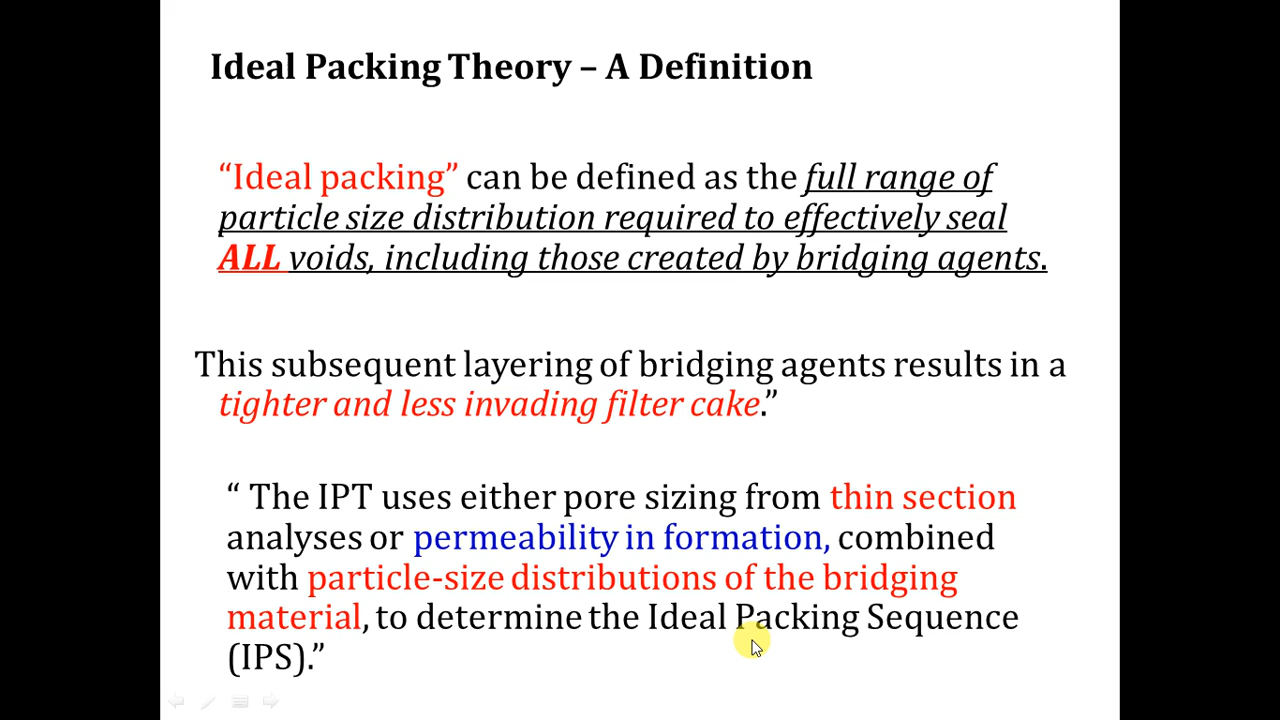 Ideal Packing Theory – A Definition
“Ideal packing” can be defined as the full range of
particle size distribution required to effectively seal
ALL voids, including those created by bridging agents.
This subsequent layering of bridging agents results in a
tighter and less invading filter cake.”
“ The IPT uses either pore sizing from thin section
analyses or permeability in formation, combined
with particle-size distributions of the bridging
material, to determine the Ideal Packing Sequence
(IPS).”